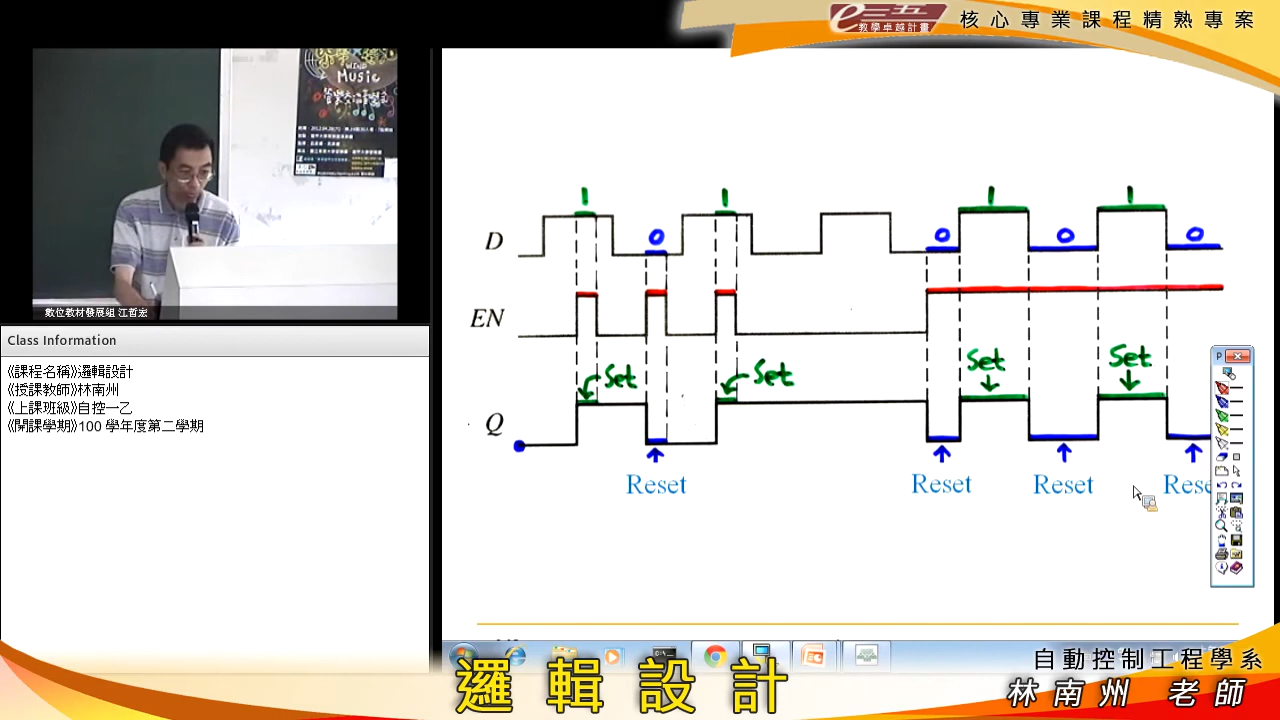 e三五
教學卓越計畫
核心專業課程精熟專案
WIND
Music
數位教材發展組 江哲宏
Class Information
《課程名稱》邏輯設計
《授課教師》林南州
《上課班級》自控一乙
《開課學期》100 學年度第二學期
1 1 1 1
D 0 0 0 0
EN
Set Set Set Set
Q
Reset Reset Reset Rese
P
邏輯設計
自動控制工程學系
林南州 老師